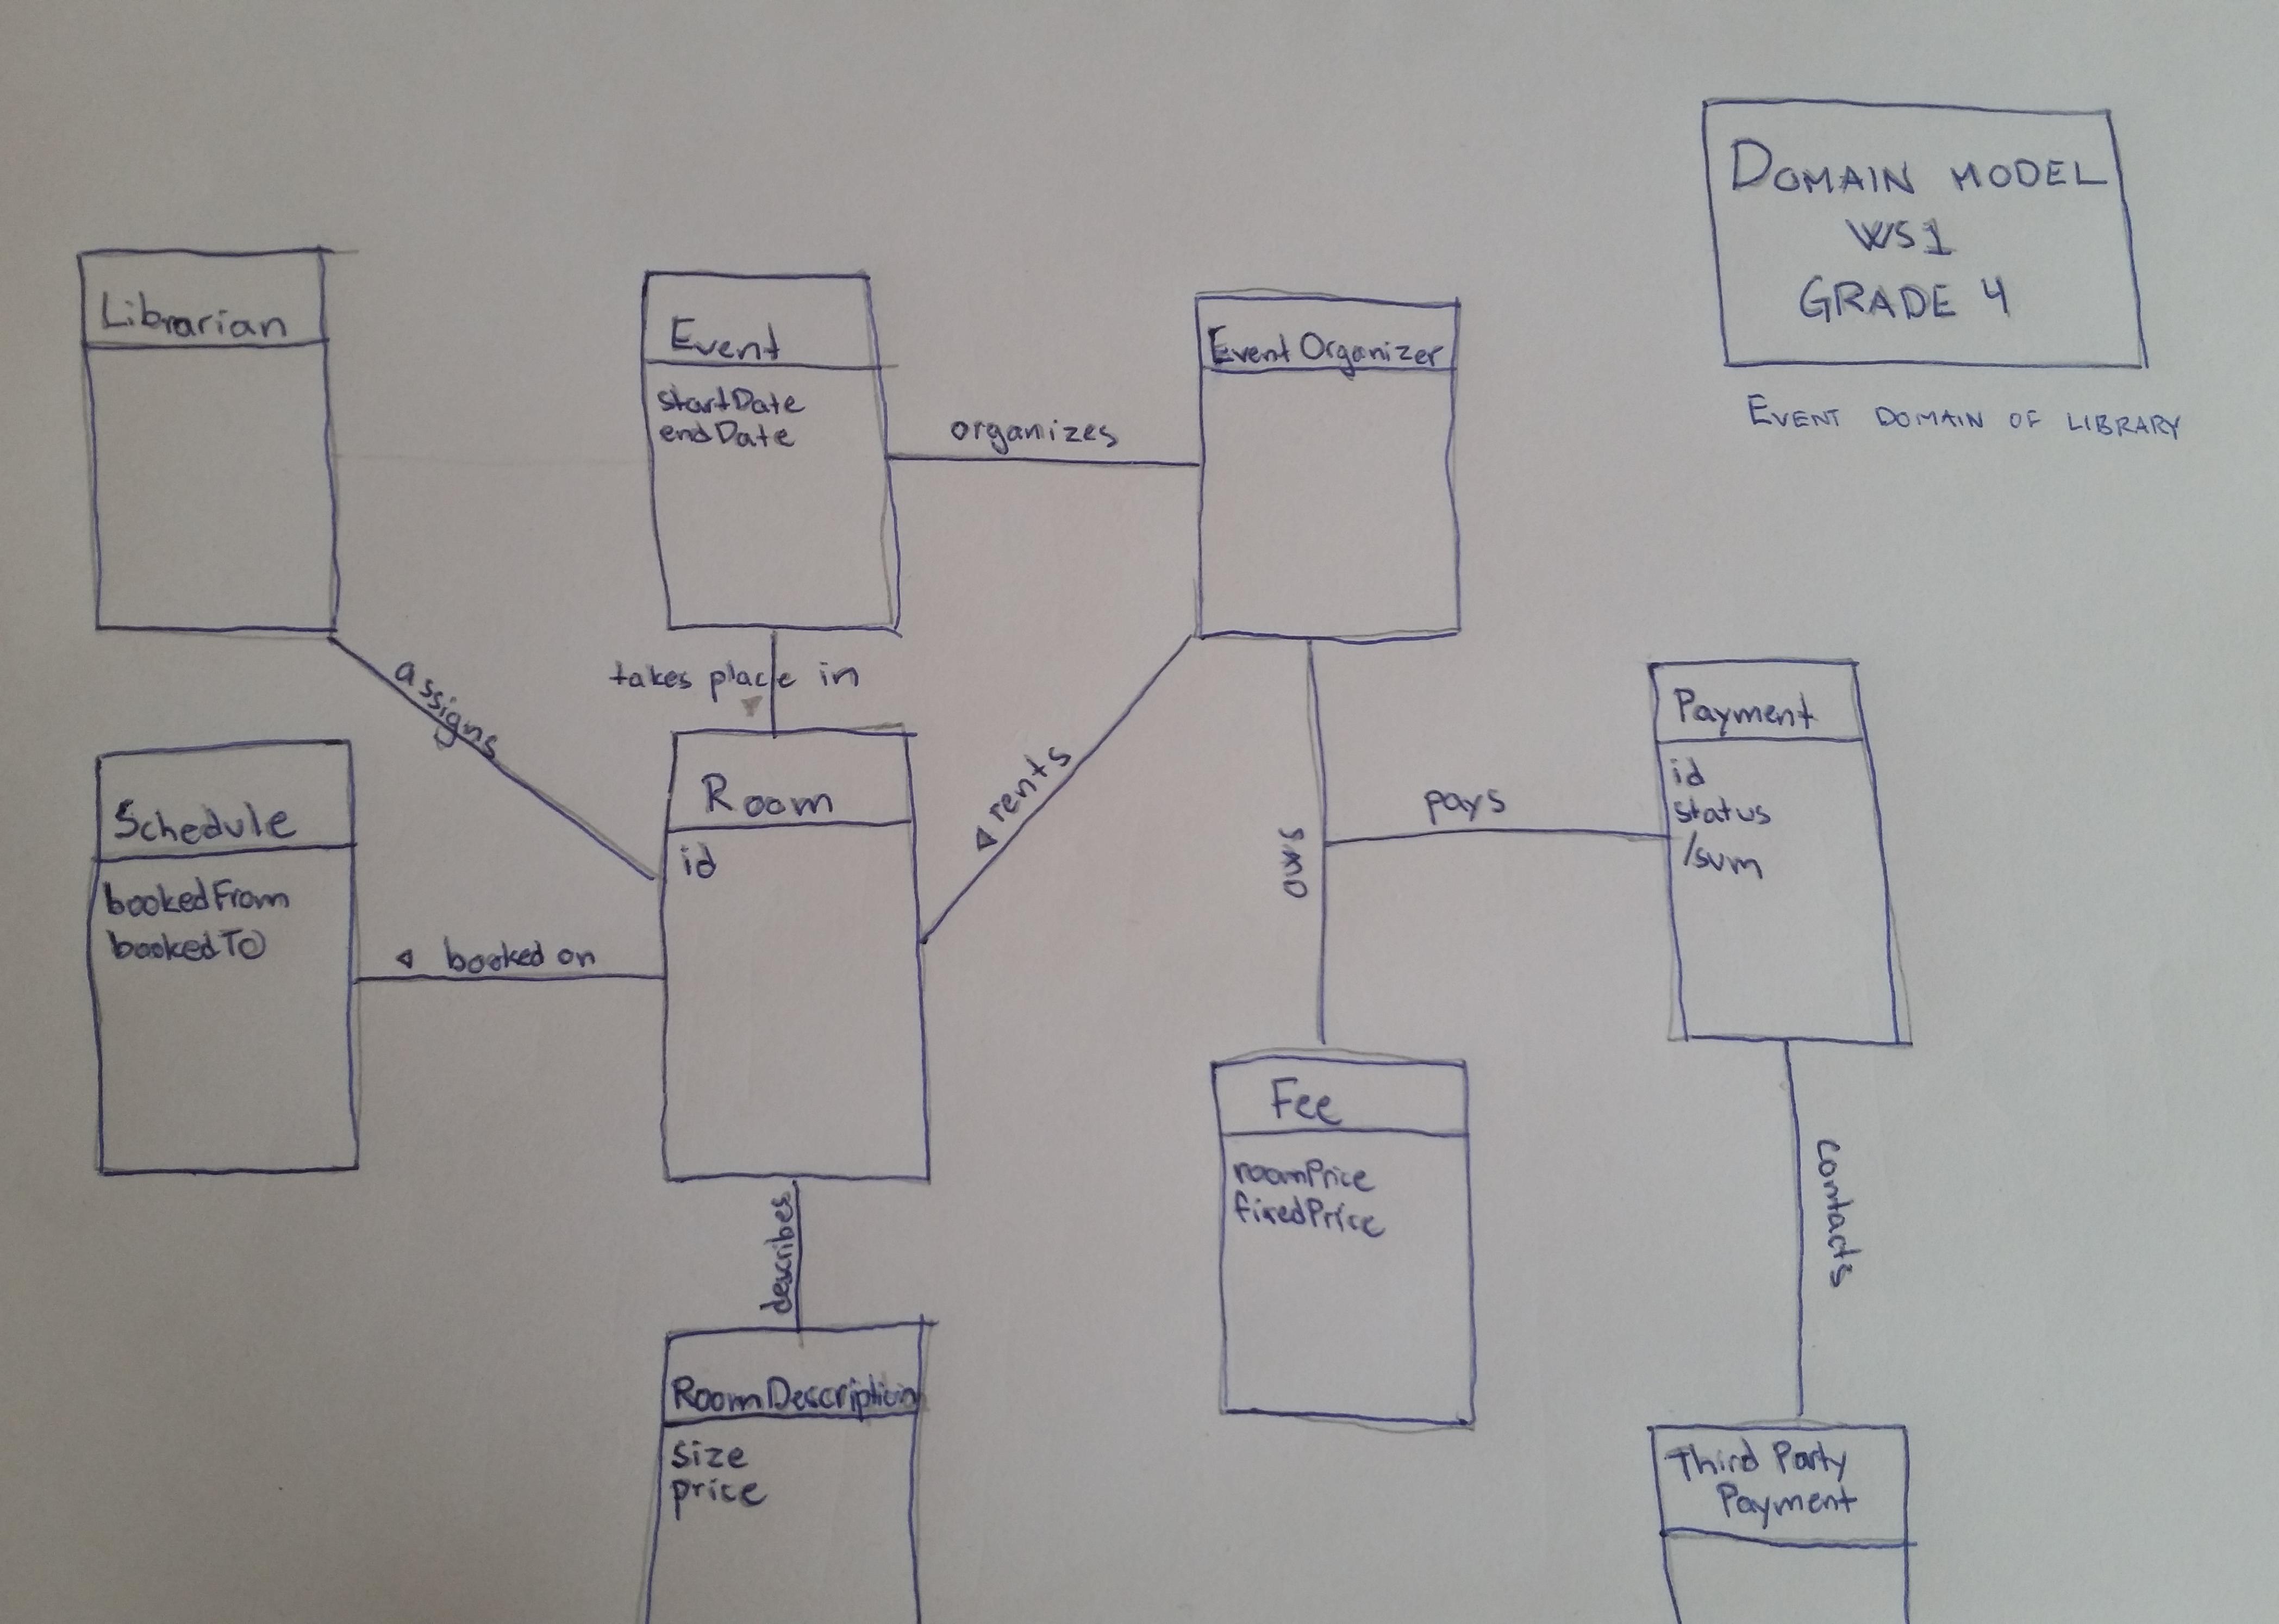 DOMAIN MODEL
WS1
GRADE 4
EVENT DOMAIN OF LIBRARY
Librarian
Event
startDate
endDate
organizes
Event Organizer
assigns
takes place in
rents
Schedule
bookedFrom
bookedTo
booked on
Room
id
ows
pays
Payment
id
status
/sum
describes
Fee
roomPrice
fixedPrice
contacts
RoomDescription
size
price
Third Party
Payment